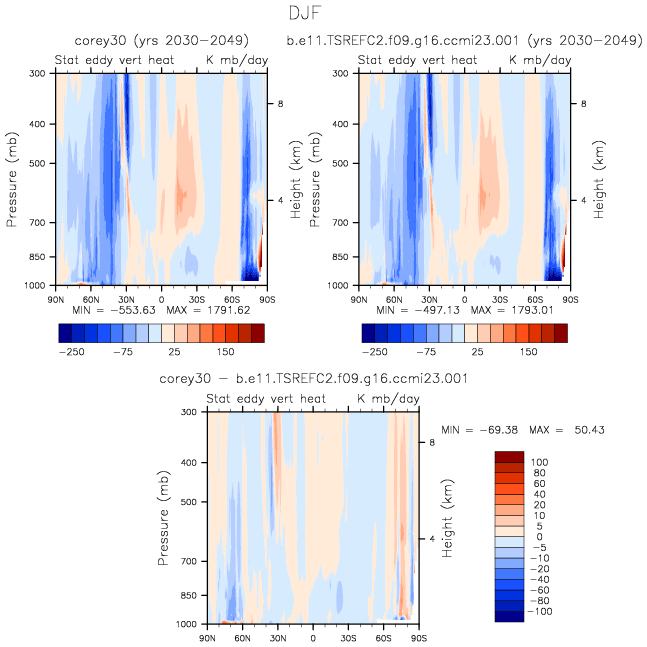 DJF
corey30 (yrs 2030-2049)
b.e11.TSREFC2.f09.g16.ccmi23.001 (yrs 2030-2049)
Stat eddy vert heat K mb/day
Stat eddy vert heat K mb/day
300
400
500
700
850
1000
Pressure (mb)
8
4
Height (km)
90N 60N 30N 0 30S 60S 90S
MIN = -553.63 MAX = 1791.62
-250 -75 25 150
300
400
500
700
850
1000
Pressure (mb)
8
4
Height (km)
90N 60N 30N 0 30S 60S 90S
MIN = -497.13 MAX = 1793.01
-250 -75 25 150
corey30 - b.e11.TSREFC2.f09.g16.ccmi23.001
Stat eddy vert heat K mb/day
300
400
500
700
850
1000
Pressure (mb)
8
4
Height (km)
90N 60N 30N 0 30S 60S 90S
MIN = -69.38 MAX = 50.43
100
80
60
40
20
10
5
0
-5
-10
-20
-40
-60
-80
-100